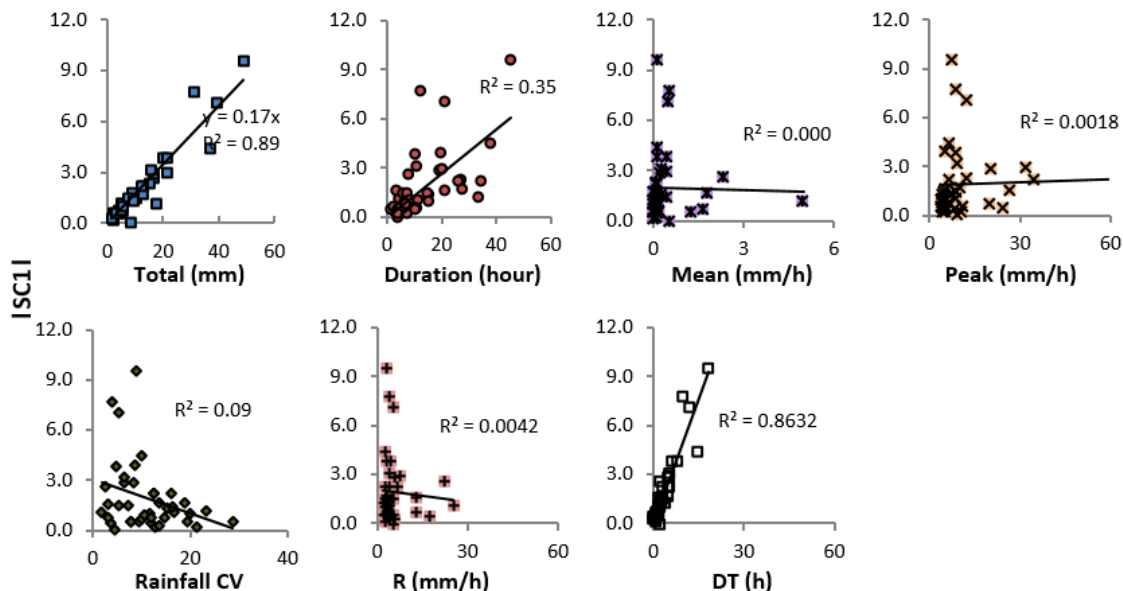 12.0 12.0 12.0 12.0
9.0 9.0 9.0 9.0
R² = 0.35
6.0 6.0 6.0 6.0
y = 0.17x
R² = 0.89
R² = 0.000
R² = 0.0018
3.0 3.0 3.0 3.0
0.0 0.0 0.0 0.0
0 20 40 60
0 20 40 60
0 3 6
0 30 60
Total (mm)
Duration (hour)
Mean (mm/h)
Peak (mm/h)
|SC1|
12.0 12.0 12.0
9.0 9.0 9.0
R² = 0.09
R² = 0.0042
R² = 0.8632
6.0 6.0 6.0
3.0 3.0 3.0
0.0 0.0 0.0
0 20 40
0 20 40 60
0 30 60
Rainfall CV
R (mm/h)
DT (h)